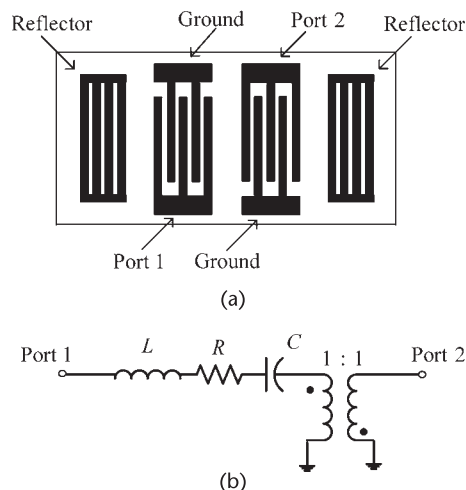 Reflector
Ground
Port 2
Reflector
Port 1
Ground
(a)
Port 1
L
R
C
1 : 1
Port 2
(b)